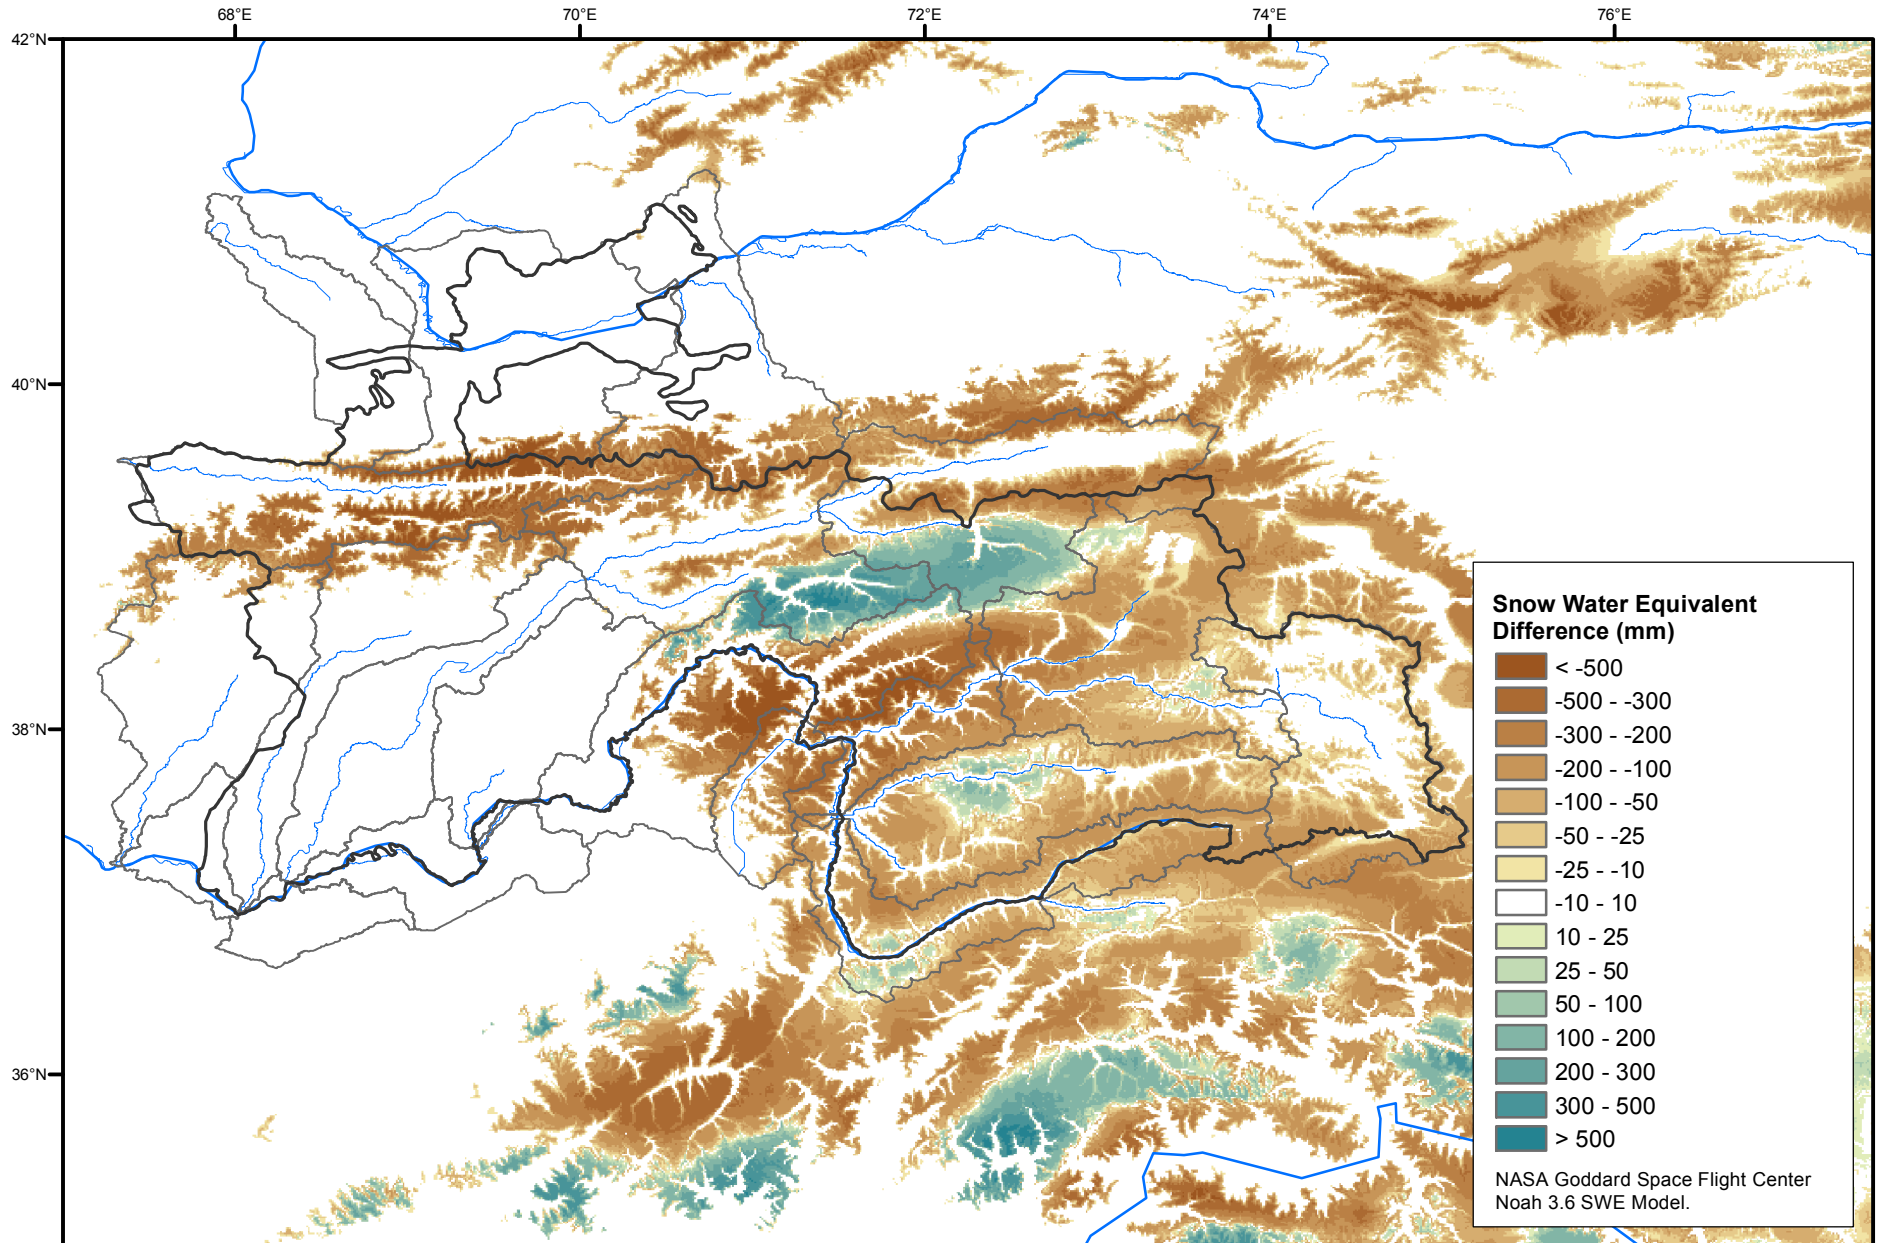 68°E
70°E
72°E
74°E
76°E
42°N
40°N
38°N
36°N
Snow Water Equivalent
Difference (mm)
< -500
-500 - -300
-300 - -200
-200 - -100
-100 - -50
-50 - -25
-25 - -10
-10 - 10
10 - 25
25 - 50
50 - 100
100 - 200
200 - 300
300 - 500
> 500
NASA Goddard Space Flight Center
Noah 3.6 SWE Model.